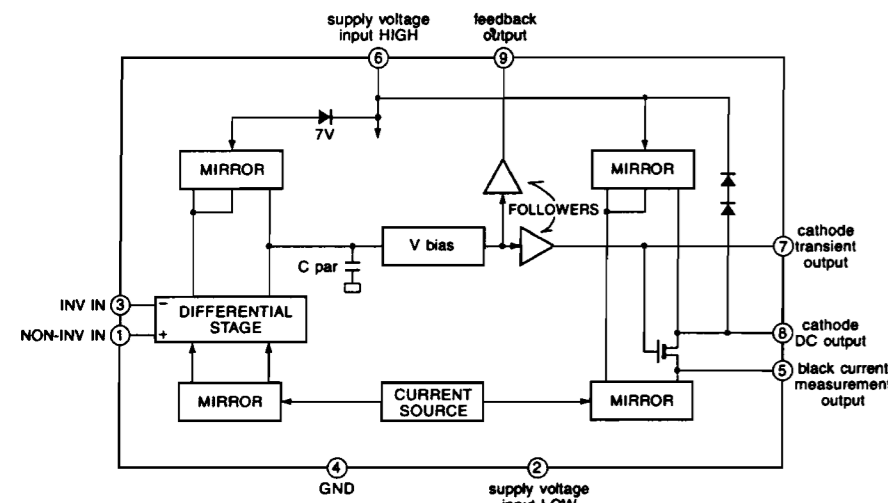 supply voltage
input HIGH
6
feedback
output
9
7V
MIRROR
MIRROR
FOLLOWERS
V bias
C par
cathode
transient
output
7
INV IN
3
-
NON-INV IN
1
+
DIFFERENTIAL
STAGE
cathode
DC output
8
black current
measurement
output
5
MIRROR
CURRENT
SOURCE
MIRROR
4
GND
2
supply voltage
input LOW